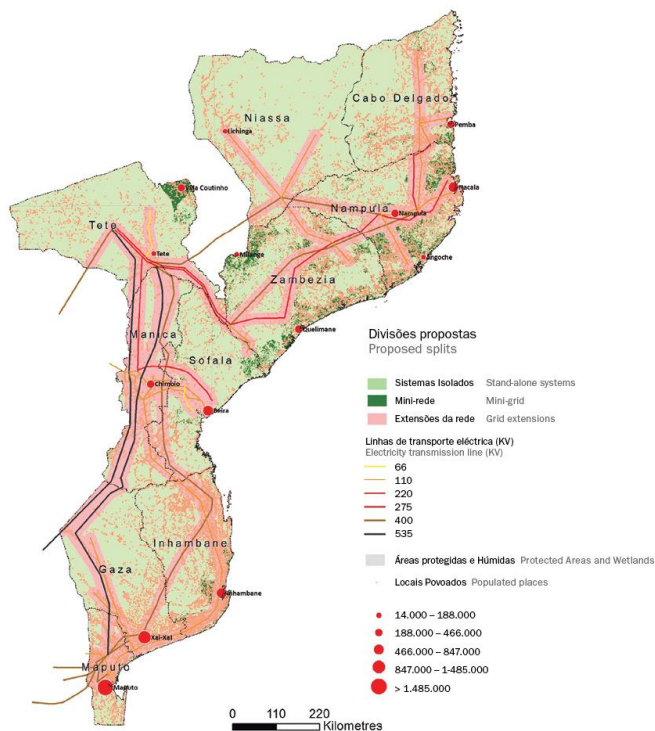 Cabo Delgado
Niassa
Lichinga
Pemba
Vila Coutinho
Nacala
Nampula
Nampula
Tete
Tete
Milange
Angoche
Zambezia
Quelimane
Manica
Sofala
Chimoio
Beira
Inhambane
Gaza
Inhambane
Xai-Xai
Maputo
Maputo
Divisões propostas
Proposed splits
Sistemas Isolados Stand-alone systems
Mini-rede Mini-grid
Extensões da rede Grid extensions
Linhas de transporte eléctrica (KV)
Electricity transmission line (KV)
66
110
220
275
400
535
Áreas protegidas e Húmidas Protected Areas and Wetlands
Locais Povoados Populated places
14.000 – 188.000
188.000 – 466.000
466.000 – 847.000
847.000 – 1-485.000
> 1.485.000
0 110 220
Kilometres